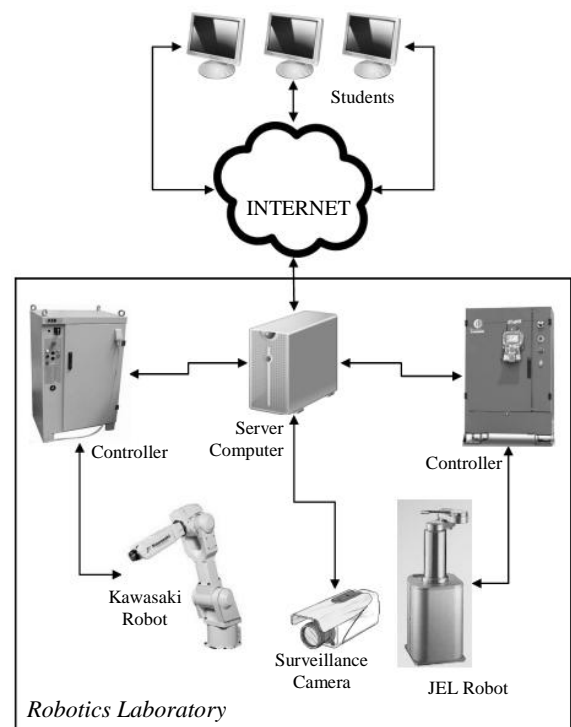 Students
INTERNET
Server
Computer
Controller
Controller
Kawasaki
Robot
Surveillance
Camera
JEL Robot
Robotics Laboratory